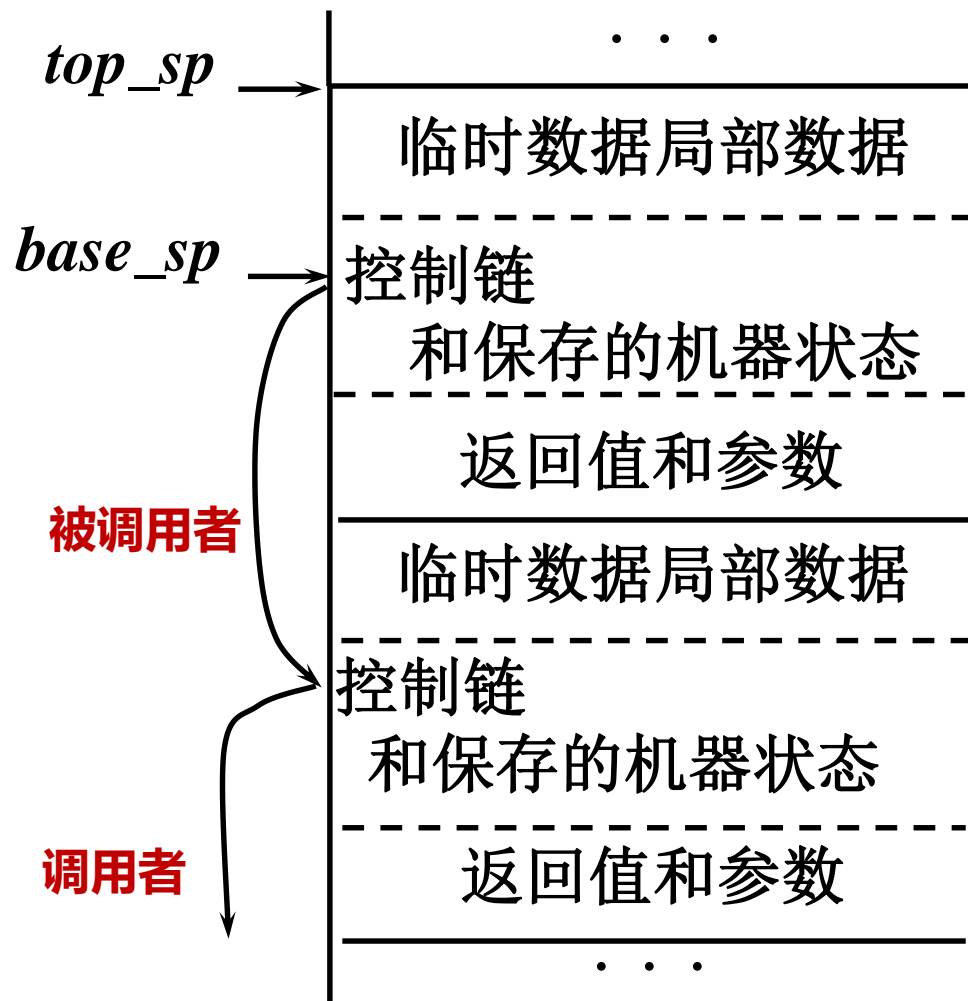 . . .
top_sp
临时数据局部数据
base_sp
控制链
和保存的机器状态
返回值和参数
被调用者
临时数据局部数据
控制链
和保存的机器状态
调用者
返回值和参数
. . .